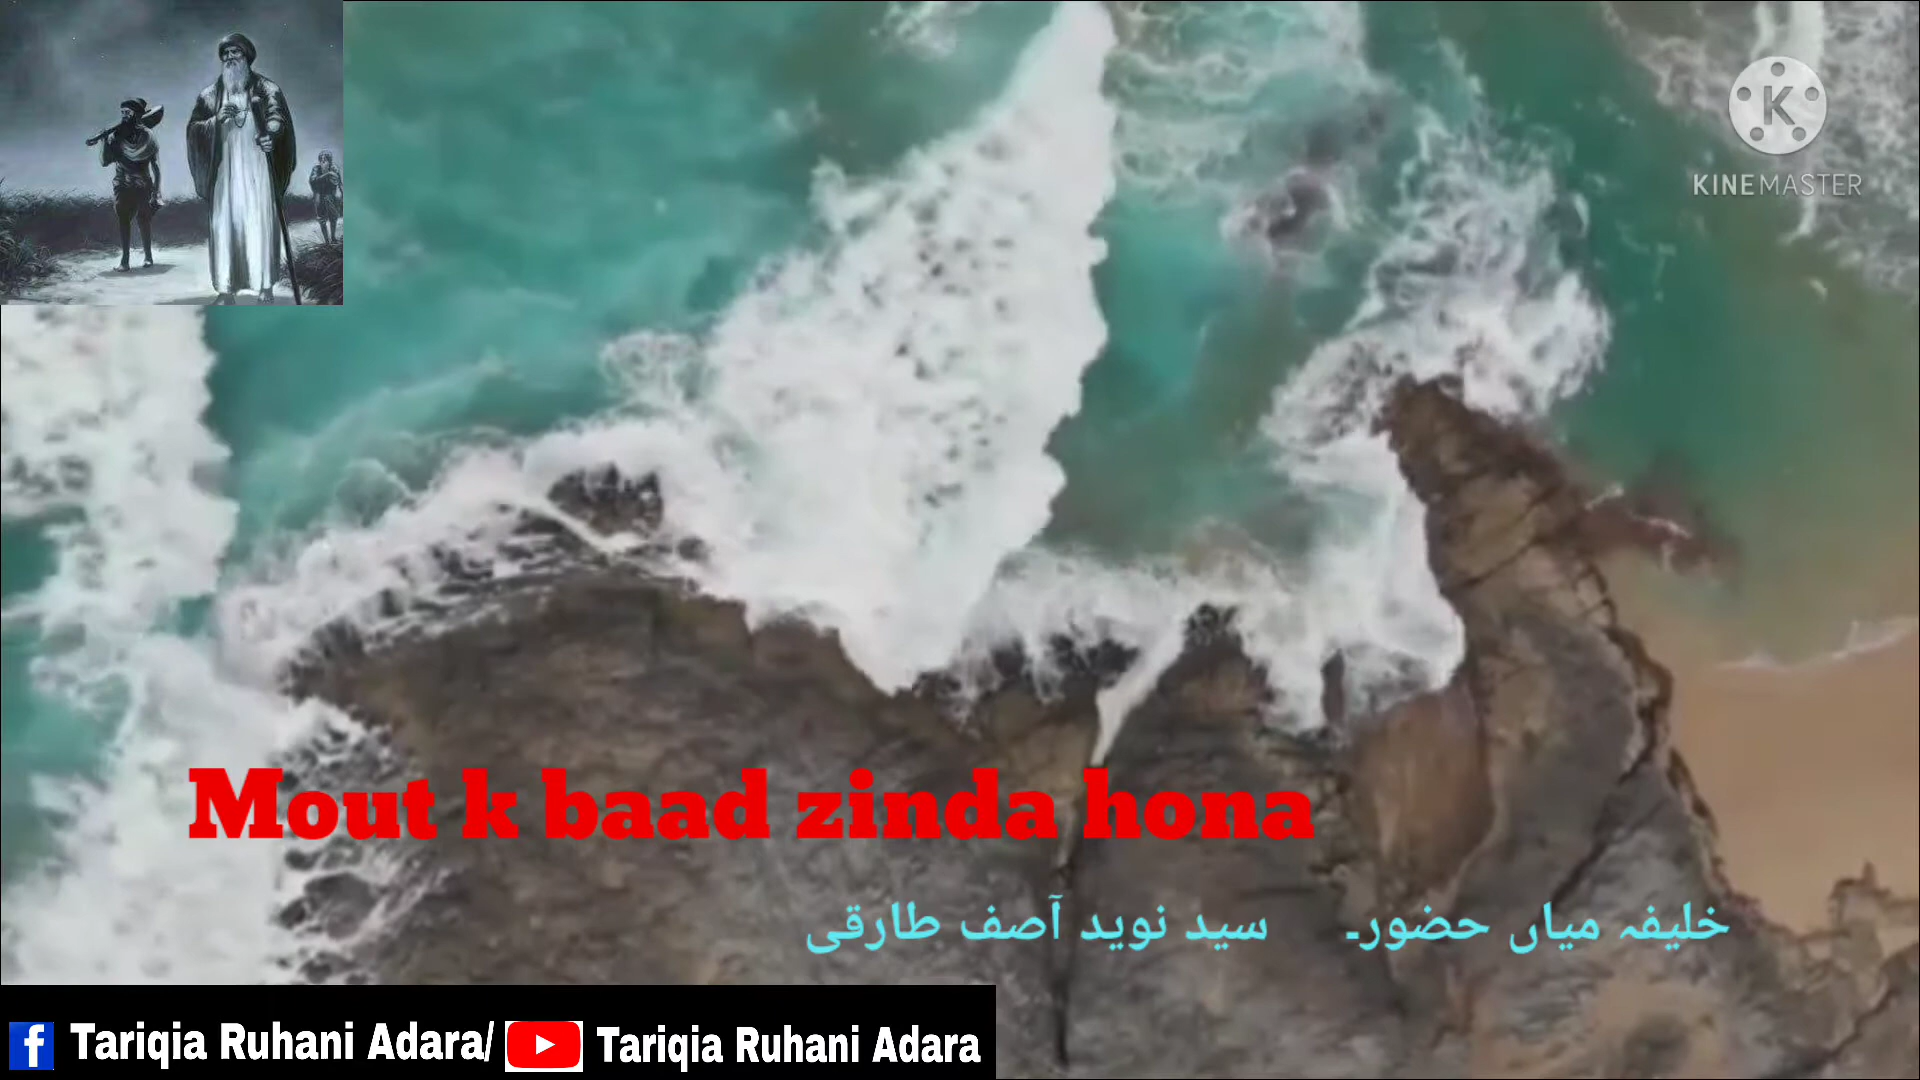 K
KINEMASTER
Mout k baad zinda hona
خلیفہ میاں حضور۔ سید نوید آصف طارقی
f Tariqia Ruhani Adara/ Tariqia Ruhani Adara